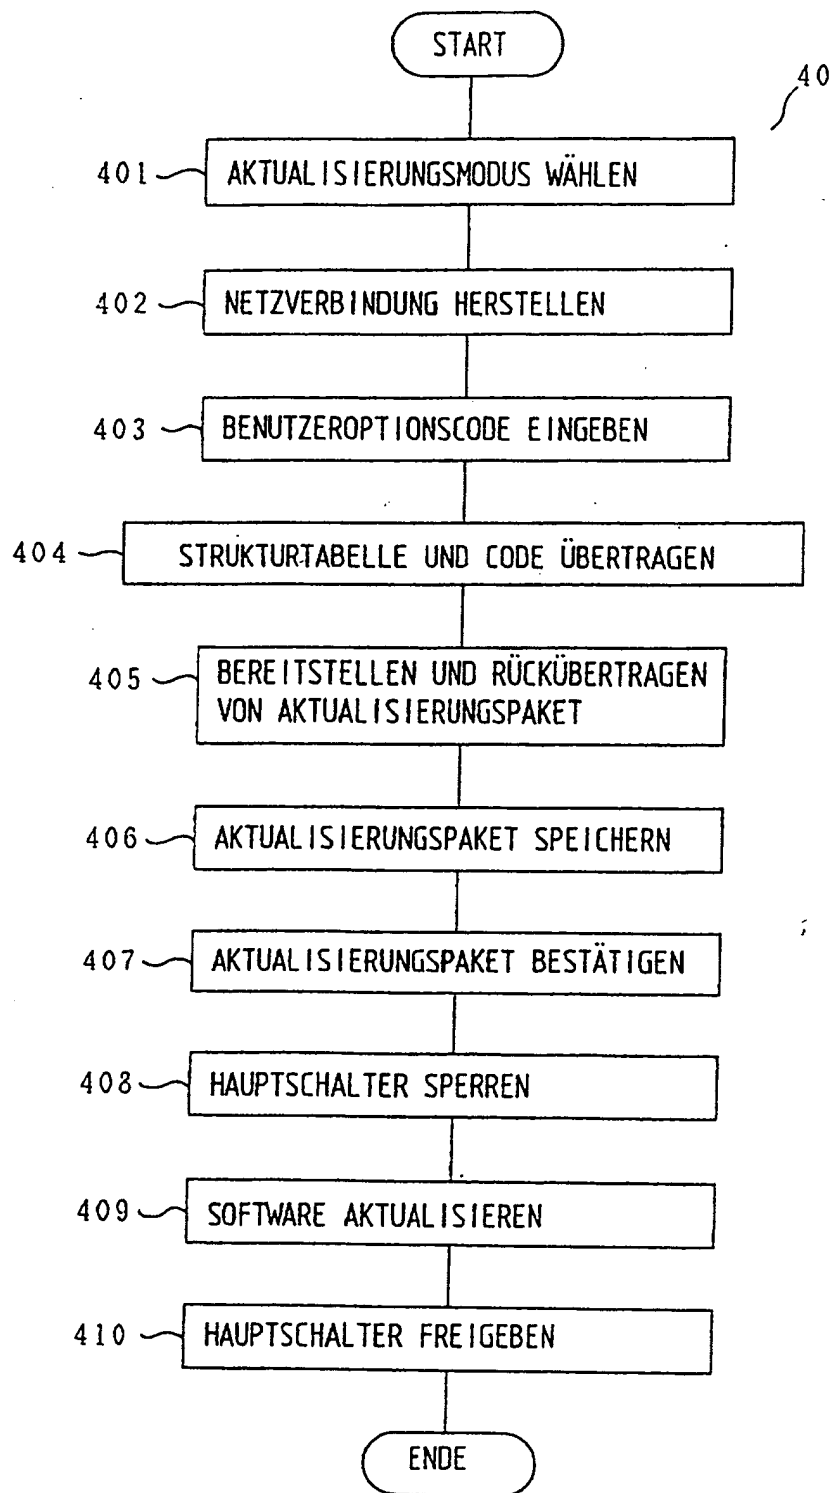 START
40
401 AKTUALISIERUNGSMODUS WÄHLEN
402 NETZVERBINDUNG HERSTELLEN
403 BENUTZEROPTIONSCODE EINGEBEN
404 STRUKTURTABELLE UND CODE ÜBERTRAGEN
405 BEREITSTELLEN UND RÜCKÜBERTRAGEN
VON AKTUALISIERUNGSPAKET
406 AKTUALISIERUNGSPAKET SPEICHERN
407 AKTUALISIERUNGSPAKET BESTÄTIGEN
408 HAUPTSCHALTER SPERREN
409 SOFTWARE AKTUALISIEREN
410 HAUPTSCHALTER FREIGEBEN
ENDE